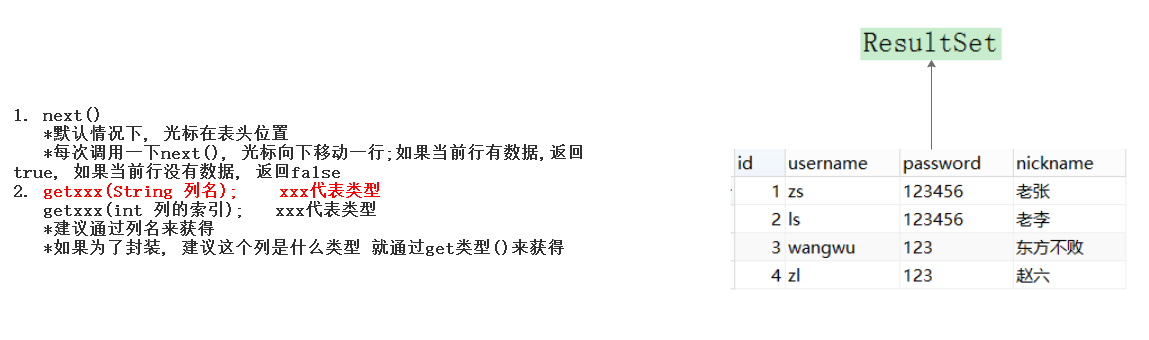 1. next()
*默认情况下, 光标在表头位置
*每次调用一下next(), 光标向下移动一行;如果当前行有数据,返回
true, 如果当前行没有数据, 返回false
2. getxxx(String 列名); xxx代表类型
getxxx(int 列的索引); xxx代表类型
*建议通过列名来获得
*如果为了封装, 建议这个列是什么类型 就通过get类型()来获得
ResultSet
id username password nickname
1 zs 123456 老张
2 ls 123456 老李
3 wangwu 123 东方不败
4 zl 123 赵六